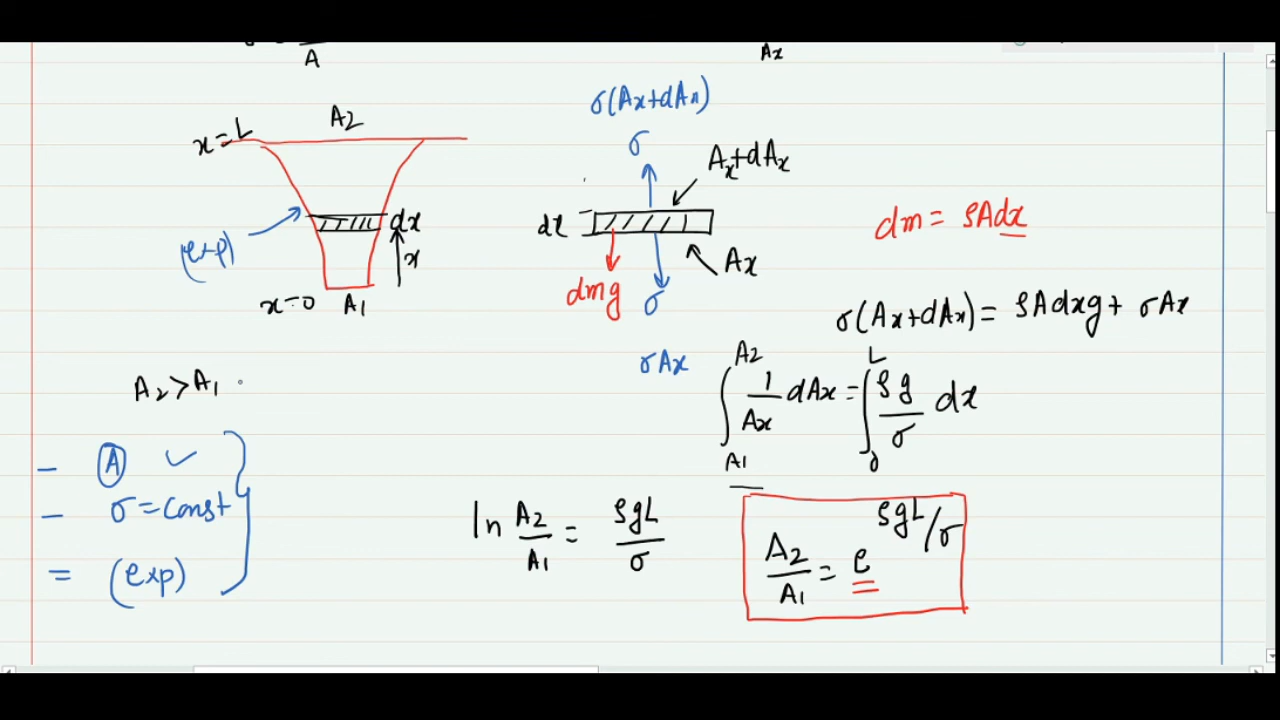 A
Ax
σ(Ax+dAx)
A2
x=L
σ
Ax+dAx
dx
dx
dm = ρAdx
(exp)
x
Ax
dmg
σ
x=0
A1
σ(Ax+dAx) = ρAdxg + σAx
σAx
A2 > A1
∫_{A1}^{A2} 1/Ax dAx = ∫_0^L ρg/σ dx
- A ✓
- σ = Const
= (exp)
ln A2/A1 = ρgL/σ
A2/A1 = e^{ρgL/σ}